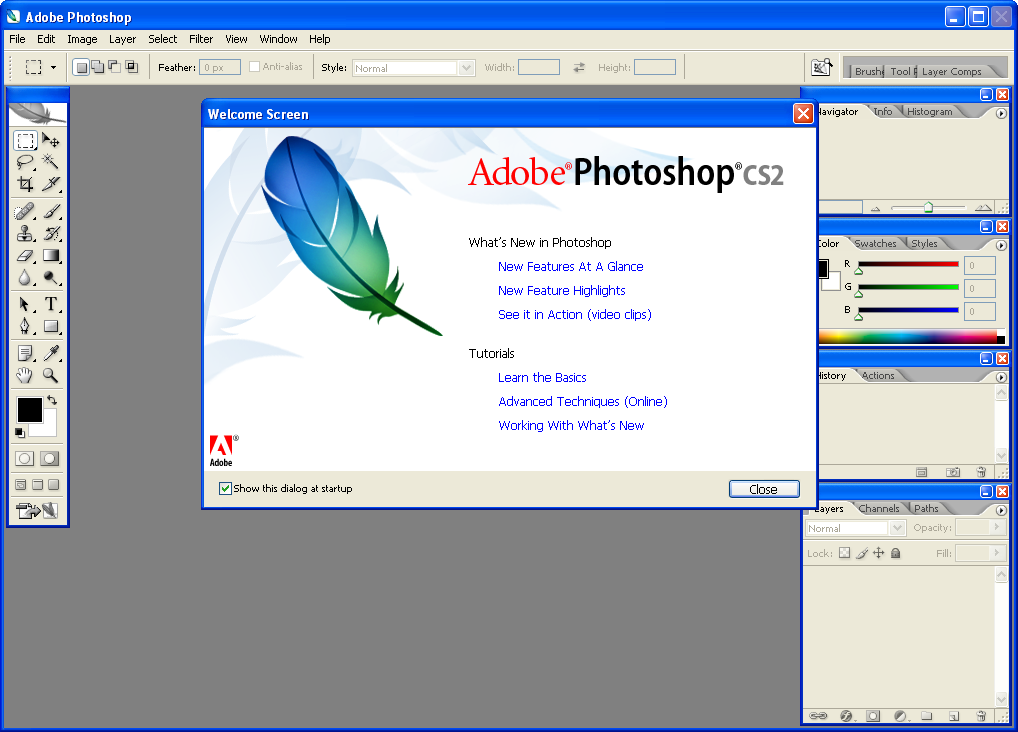 Adobe Photoshop
File Edit Image Layer Select Filter View Window Help
Feather: 0 px Anti-alias Style: Normal Width: Height:
Tool Layer Comps
Welcome Screen
Navigator Info Histogram
Adobe® Photoshop® CS2
What's New in Photoshop
Color Swatches Styles
New Features At A Glance
R 0
New Feature Highlights
G 0
See it in Action (video clips)
B 0
Tutorials
History Actions
Learn the Basics
Advanced Techniques (Online)
Working With What's New
Adobe
Show this dialog at startup
Close
Layers Channels Paths
Normal Opacity:
Lock: Fill:
T